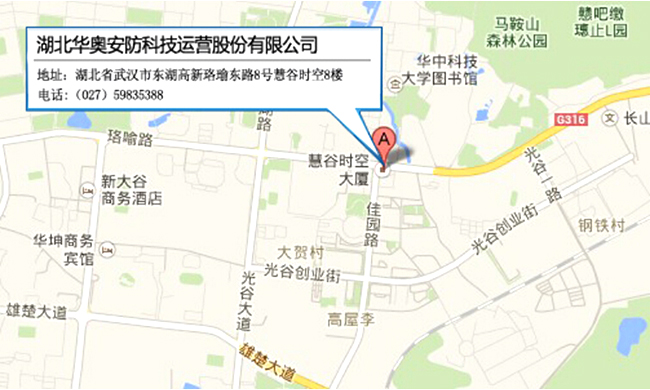 湖北华奥安防科技运营股份有限公司
地址：湖北省武汉市东湖高新珞瑜东路8号慧谷时空8楼
电话：（027）59835388
马鞍山
森林公园
华中科技
大学图书馆
G316
长山
湖路
珞喻路
慧谷时空
大厦
A
光谷一路
新大谷
商务酒店
佳园路
光谷创业街
钢铁村
华坤商务
宾馆
大贺村
光谷创业街
光谷大道
雄楚大道
高屋李
雄楚大道